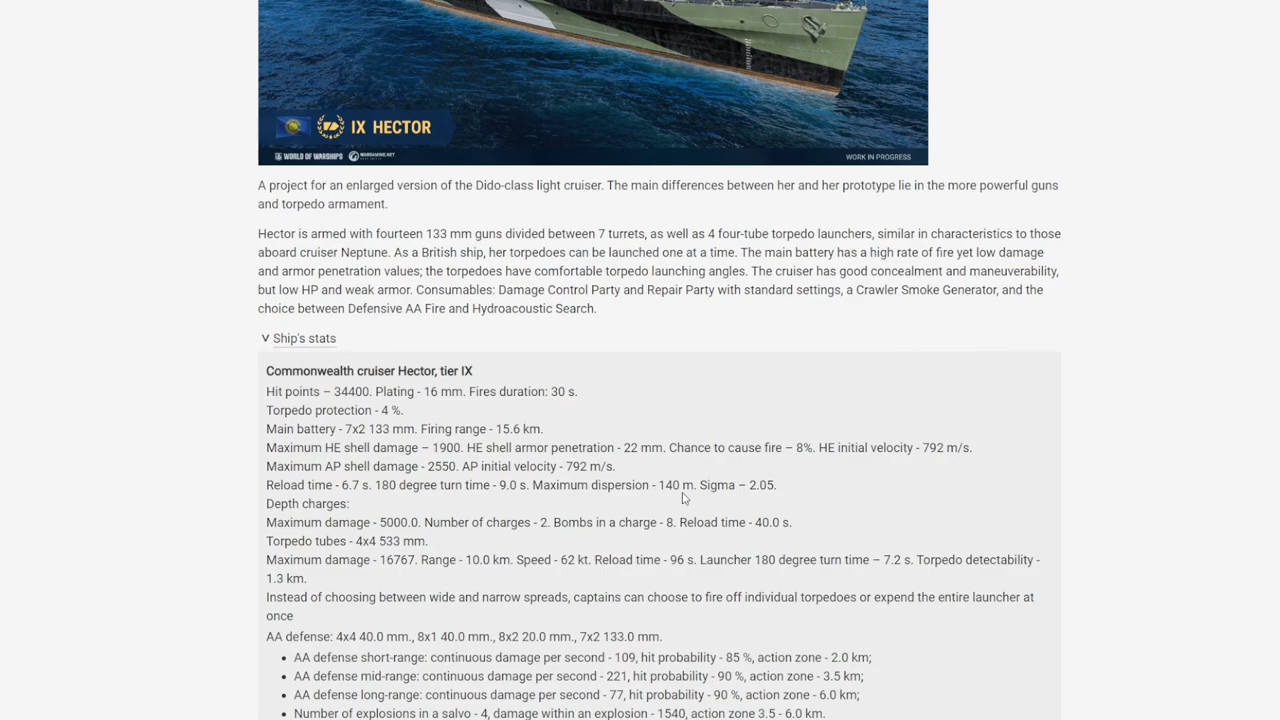 IX HECTOR
WORLD OF WARSHIPS WARGAMING.NET WORK IN PROGRESS
A project for an enlarged version of the Dido-class light cruiser. The main differences between her and her prototype lie in the more powerful guns
and torpedo armament.
Hector is armed with fourteen 133 mm guns divided between 7 turrets, as well as 4 four-tube torpedo launchers, similar in characteristics to those
aboard cruiser Neptune. As a British ship, her torpedoes can be launched one at a time. The main battery has a high rate of fire yet low damage
and armor penetration values; the torpedoes have comfortable torpedo launching angles. The cruiser has good concealment and maneuverability,
but low HP and weak armor. Consumables: Damage Control Party and Repair Party with standard settings, a Crawler Smoke Generator, and the
choice between Defensive AA Fire and Hydroacoustic Search.
Ship's stats
Commonwealth cruiser Hector, tier IX
Hit points – 34400. Plating - 16 mm. Fires duration: 30 s.
Torpedo protection - 4 %.
Main battery - 7x2 133 mm. Firing range - 15.6 km.
Maximum HE shell damage – 1900. HE shell armor penetration - 22 mm. Chance to cause fire – 8%. HE initial velocity - 792 m/s.
Maximum AP shell damage - 2550. AP initial velocity - 792 m/s.
Reload time - 6.7 s. 180 degree turn time - 9.0 s. Maximum dispersion - 140 m. Sigma – 2.05.
Depth charges:
Maximum damage - 5000.0. Number of charges - 2. Bombs in a charge - 8. Reload time - 40.0 s.
Torpedo tubes - 4x4 533 mm.
Maximum damage - 16767. Range - 10.0 km. Speed - 62 kt. Reload time - 96 s. Launcher 180 degree turn time – 7.2 s. Torpedo detectability -
1.3 km.
Instead of choosing between wide and narrow spreads, captains can choose to fire off individual torpedoes or expend the entire launcher at
once
AA defense: 4x4 40.0 mm., 8x1 40.0 mm., 8x2 20.0 mm., 7x2 133.0 mm.
• AA defense short-range: continuous damage per second - 109, hit probability - 85 %, action zone - 2.0 km;
• AA defense mid-range: continuous damage per second - 221, hit probability - 90 %, action zone - 3.5 km;
• AA defense long-range: continuous damage per second - 77, hit probability - 90 %, action zone - 6.0 km;
• Number of explosions in a salvo - 4, damage within an explosion - 1540, action zone 3.5 - 6.0 km.